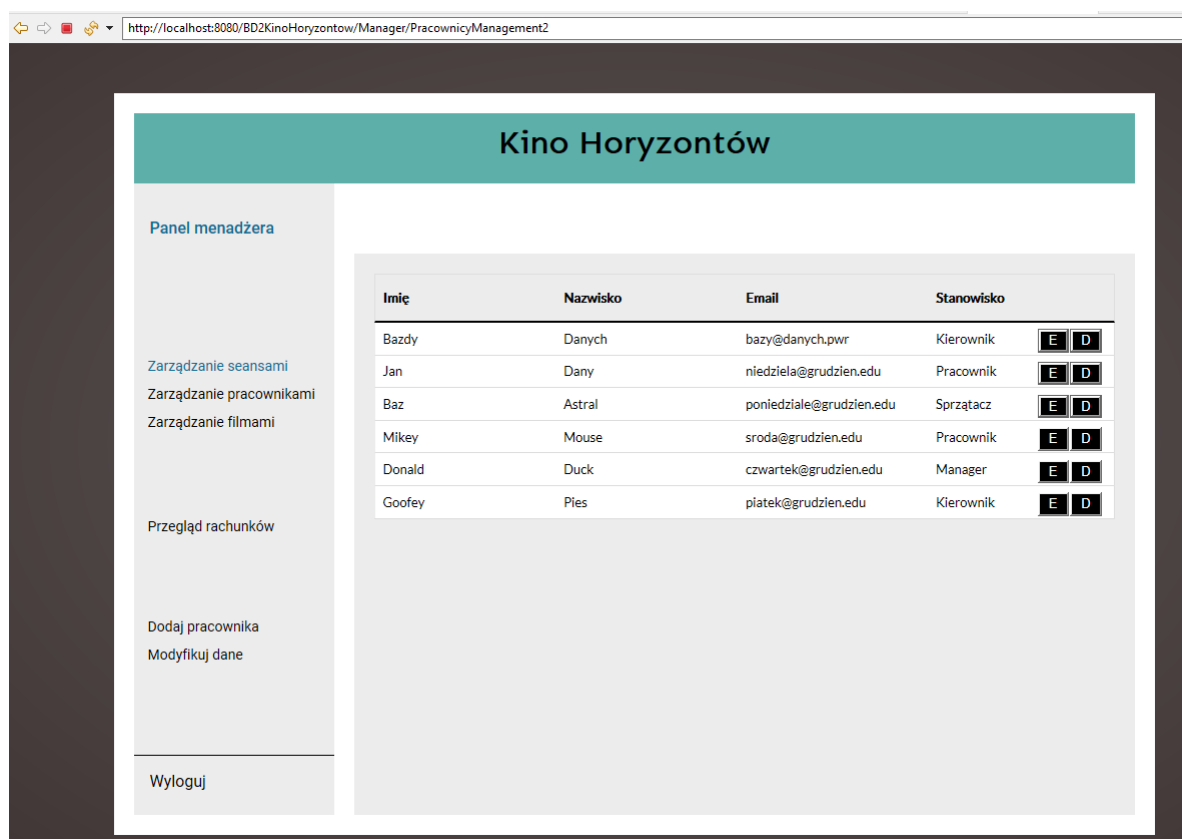 http://localhost:8080/BD2KinoHoryzontow/Manager/PracownicyManagement2
Kino Horyzontów
Panel menadżera
Zarządzanie seansami
Zarządzanie pracownikami
Zarządzanie filmami
Przegląd rachunków
Dodaj pracownika
Modyfikuj dane
Wyloguj
Imię Nazwisko Email Stanowisko
Bazdy Danych bazy@danych.pwr Kierownik E D
Jan Dany niedziela@grudzien.edu Pracownik E D
Baz Astral poniedziale@grudzien.edu Sprzątacz E D
Mikey Mouse sroda@grudzien.edu Pracownik E D
Donald Duck czwartek@grudzien.edu Manager E D
Goofey Pies piatek@grudzien.edu Kierownik E D